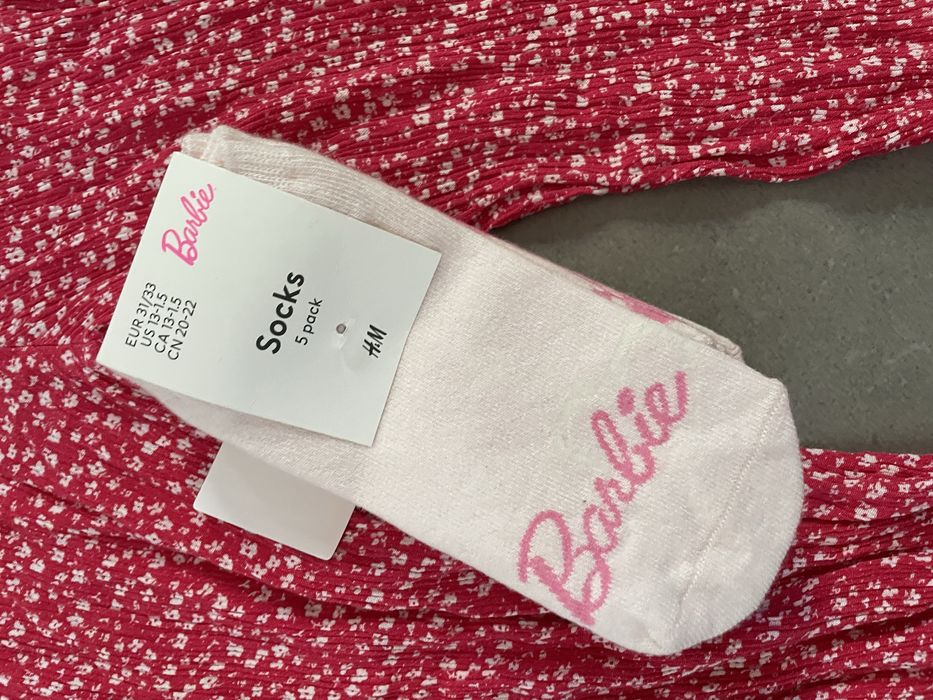 Barbie
EUR 31/33
US 13-1.5
CA 13-1.5
CN 20-22
Socks
5 pack
H&M
Barbie